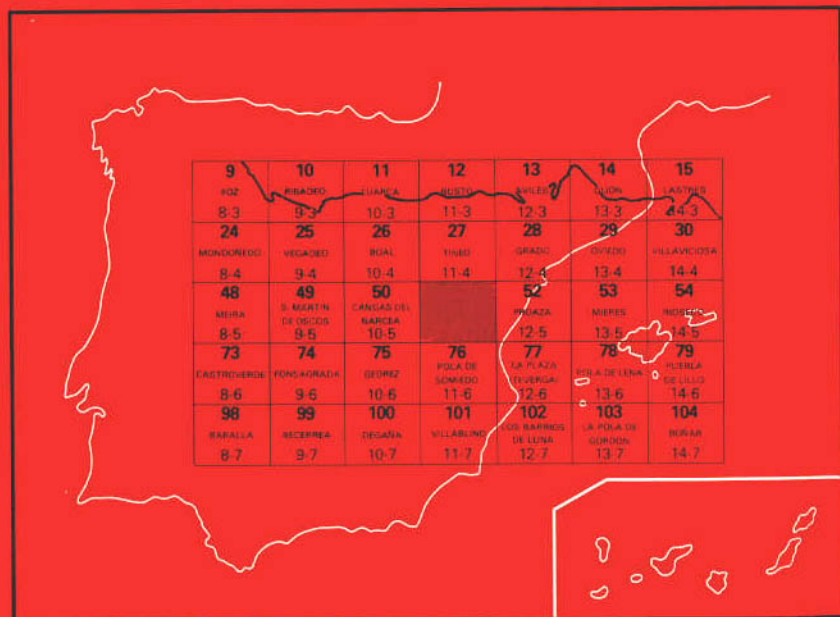 9 10 11 12 13 14 15
FOZ RIBADEO LUARCA BUSTO AVILES GIJON LASTRES
8-3 9-3 10-3 11-3 12-3 13-3 14-3
24 25 26 27 28 29 30
MONDOÑEDO VEGADEO BOAL TINEO GRADO OVIEDO VILLAVICIOSA
8-4 9-4 10-4 11-4 12-4 13-4 14-4
48 49 50 52 53 54
MEIRA S. MARTIN DE OSCOS CANGAS DEL NARCEA PROAZA MIERES RIOSECO
8-5 9-5 10-5 12-5 13-5 14-5
73 74 75 76 77 78 79
CASTROVERDE FONSAGRADA GEDREZ POLA DE SOMIEDO LA PLAZA (TEVERGA) POLA DE LENA PUEBLA DE LILLO
8-6 9-6 10-6 11-6 12-6 13-6 14-6
98 99 100 101 102 103 104
BARALLA BECERREA DEGAÑA VILLABLINO LOS BARRIOS DE LUNA LA POLA DE GORDON BOÑAR
8-7 9-7 10-7 11-7 12-7 13-7 14-7